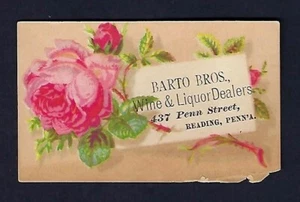 BARTO BROS.,
Wine & Liquor Dealers
437 Penn Street,
READING, PENN'A.